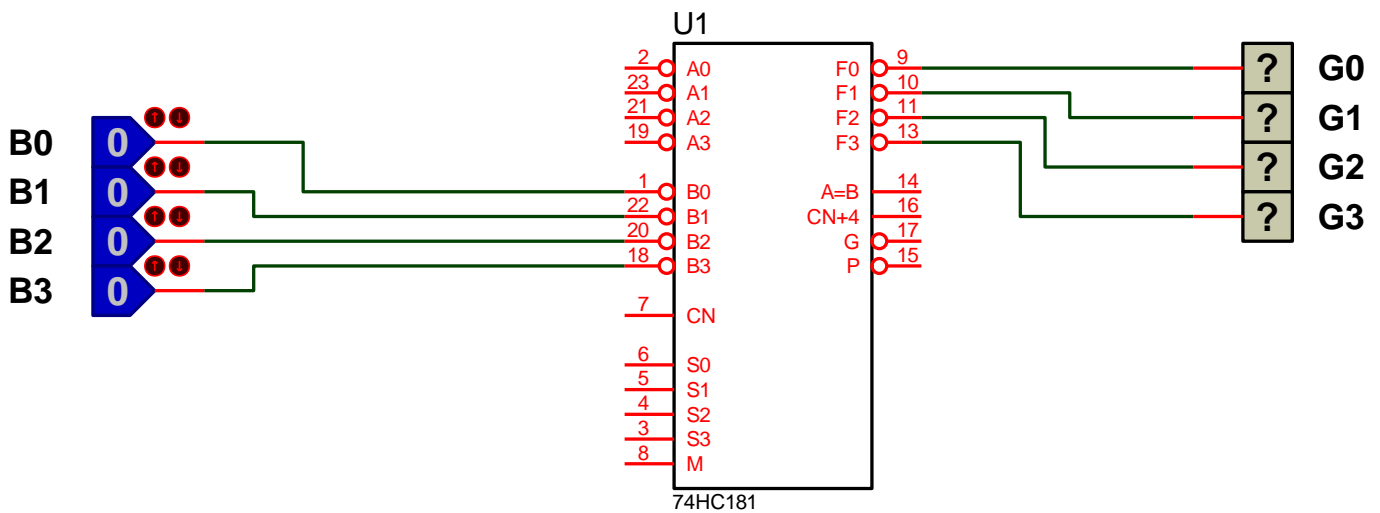 U1
2 A0 F0 9 ? G0
23 A1 F1 10
21 A2 F2 11 ? G1
B0 0 19 A3 F3 13
? G2
B1 0 1 B0 A=B 14
22 B1 CN+4 16 ? G3
B2 0 20 B2 G 17
18 B3 P 15
B3 0
7 CN
6 S0
5 S1
4 S2
3 S3
8 M
74HC181